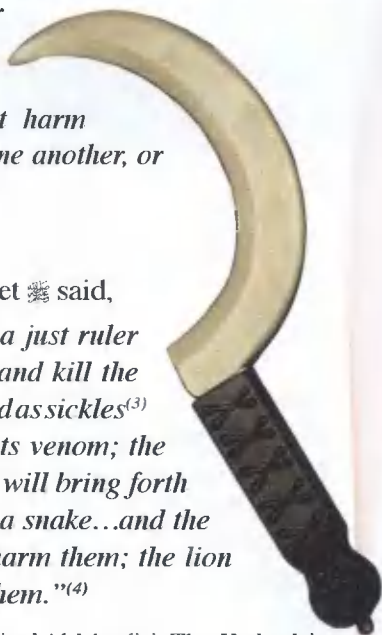 t harm
ne another, or
et ﷺ said,
a just ruler
and kill the
d as sickles(3)
ts venom; the
will bring forth
a snake...and the
harm them; the lion
hem."(4)